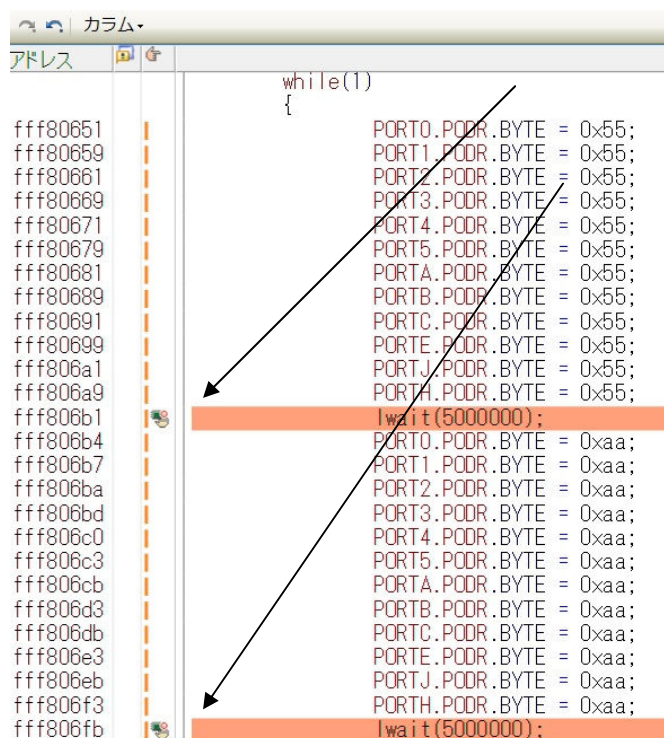 カラム
アドレス
while(1)
{
fff80651 PORT0.PODR.BYTE = 0x55;
fff80659 PORT1.PODR.BYTE = 0x55;
fff80661 PORT2.PODR.BYTE = 0x55;
fff80669 PORT3.PODR.BYTE = 0x55;
fff80671 PORT4.PODR.BYTE = 0x55;
fff80679 PORT5.PODR.BYTE = 0x55;
fff80681 PORTA.PODR.BYTE = 0x55;
fff80689 PORTB.PODR.BYTE = 0x55;
fff80691 PORTC.PODR.BYTE = 0x55;
fff80699 PORTE.PODR.BYTE = 0x55;
fff806a1 PORTJ.PODR.BYTE = 0x55;
fff806a9 PORTH.PODR.BYTE = 0x55;
fff806b1 lwait(5000000);
fff806b4 PORT0.PODR.BYTE = 0xaa;
fff806b7 PORT1.PODR.BYTE = 0xaa;
fff806ba PORT2.PODR.BYTE = 0xaa;
fff806bd PORT3.PODR.BYTE = 0xaa;
fff806c0 PORT4.PODR.BYTE = 0xaa;
fff806c3 PORT5.PODR.BYTE = 0xaa;
fff806cb PORTA.PODR.BYTE = 0xaa;
fff806d3 PORTB.PODR.BYTE = 0xaa;
fff806db PORTC.PODR.BYTE = 0xaa;
fff806e3 PORTE.PODR.BYTE = 0xaa;
fff806eb PORTJ.PODR.BYTE = 0xaa;
fff806f3 PORTH.PODR.BYTE = 0xaa;
fff806fb lwait(5000000);